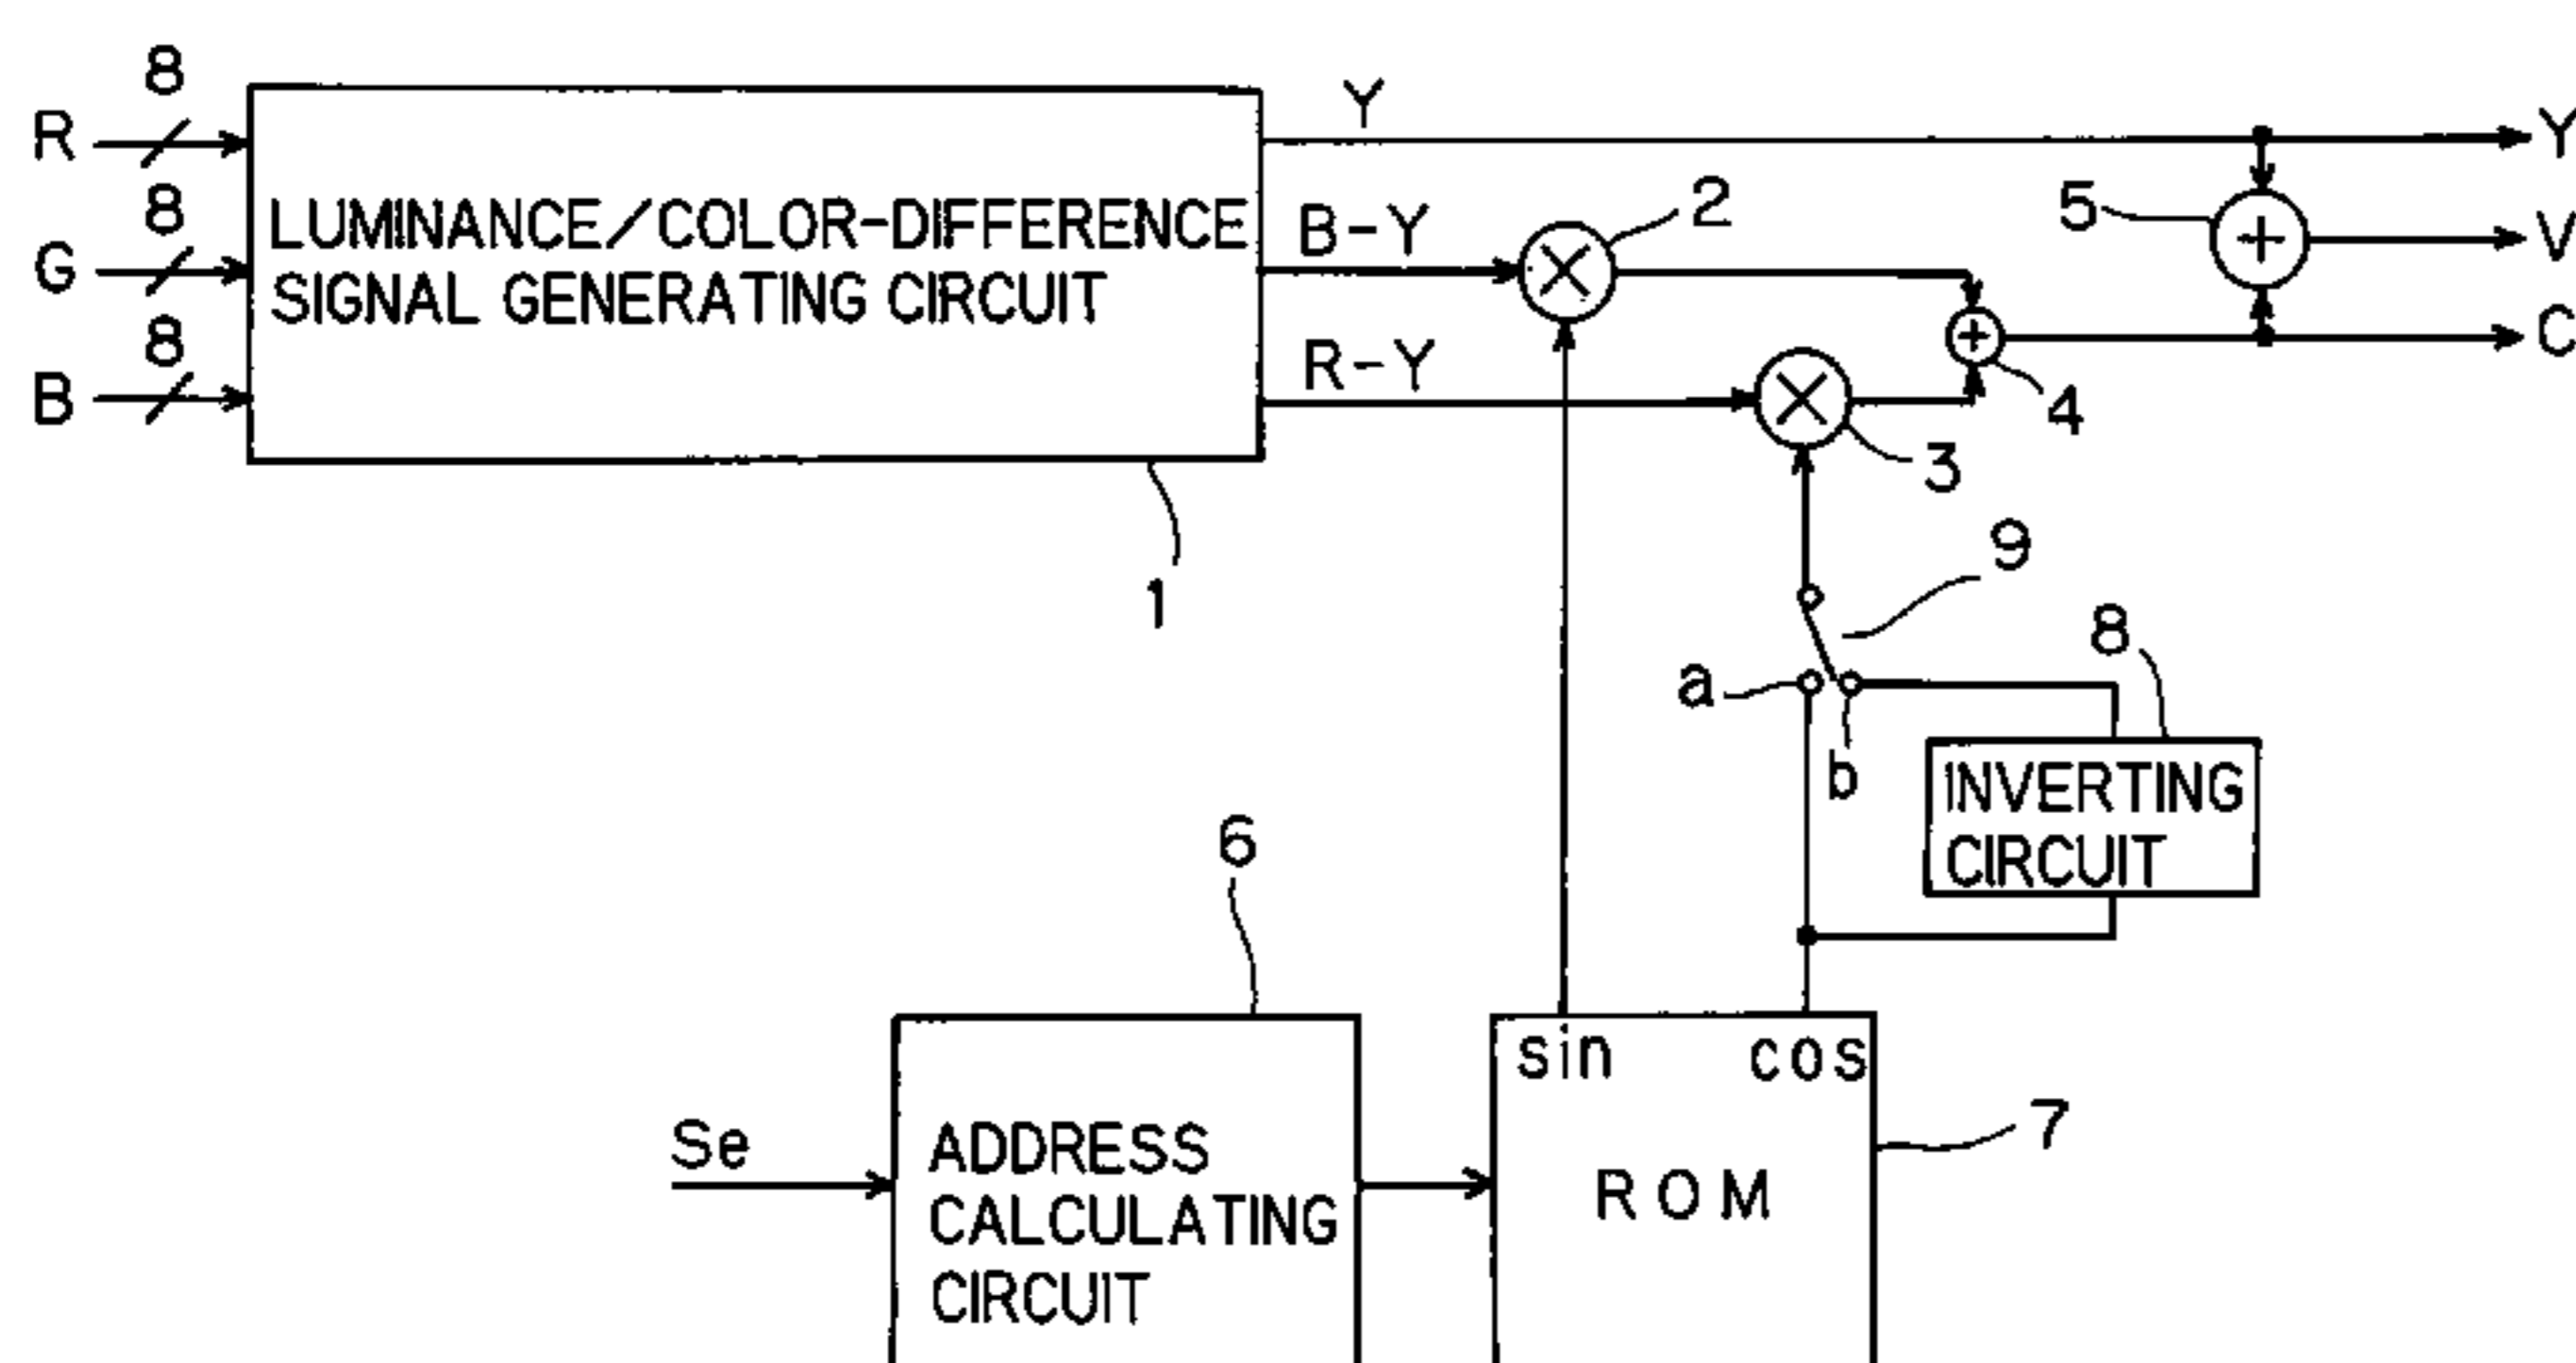 8
R
8
G
8
B
LUMINANCE/COLOR-DIFFERENCE
SIGNAL GENERATING CIRCUIT
1
Y
B-Y
R-Y
2
3
4
5
Y
V
C
9
a
b
8
INVERTING
CIRCUIT
6
Se
ADDRESS
CALCULATING
CIRCUIT
sin cos
ROM
7